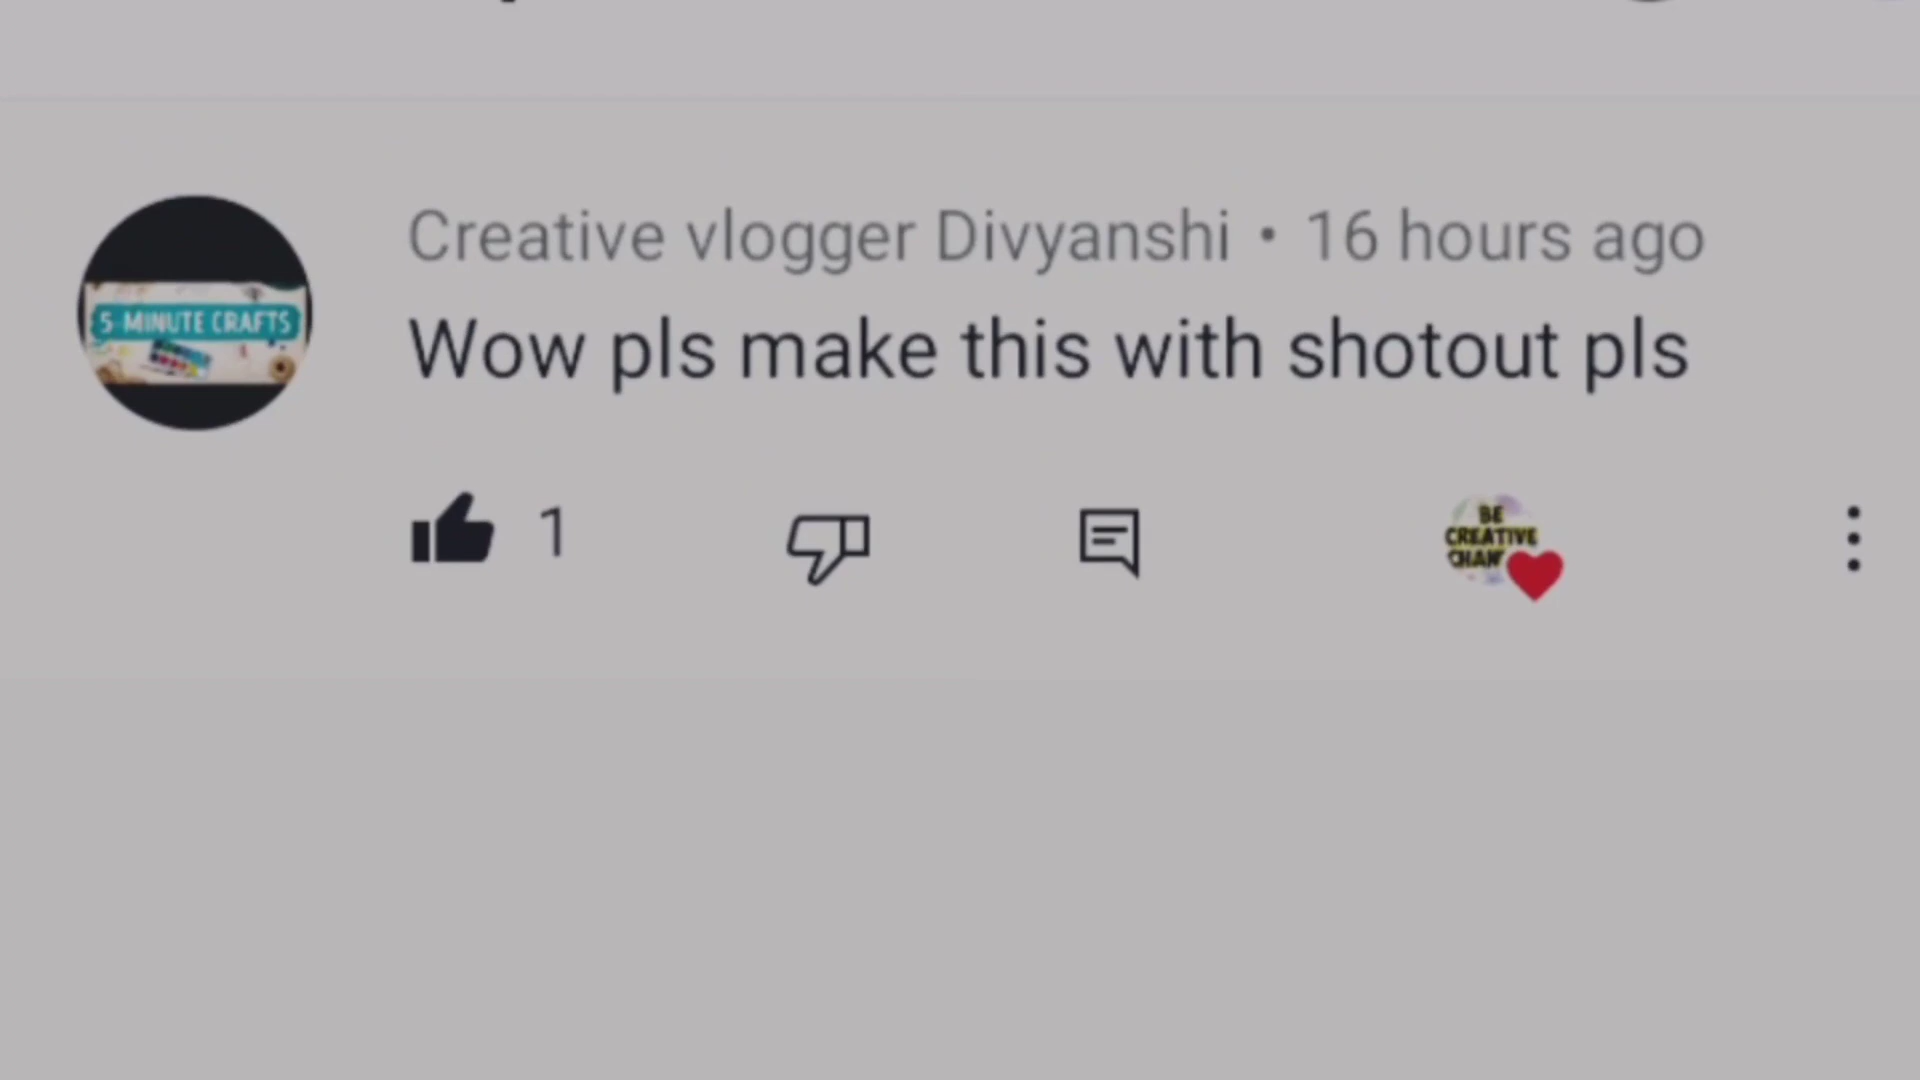 Creative vlogger Divyanshi • 16 hours ago
5-MINUTE CRAFTS
Wow pls make this with shotout pls
1
BE
CREATIVE